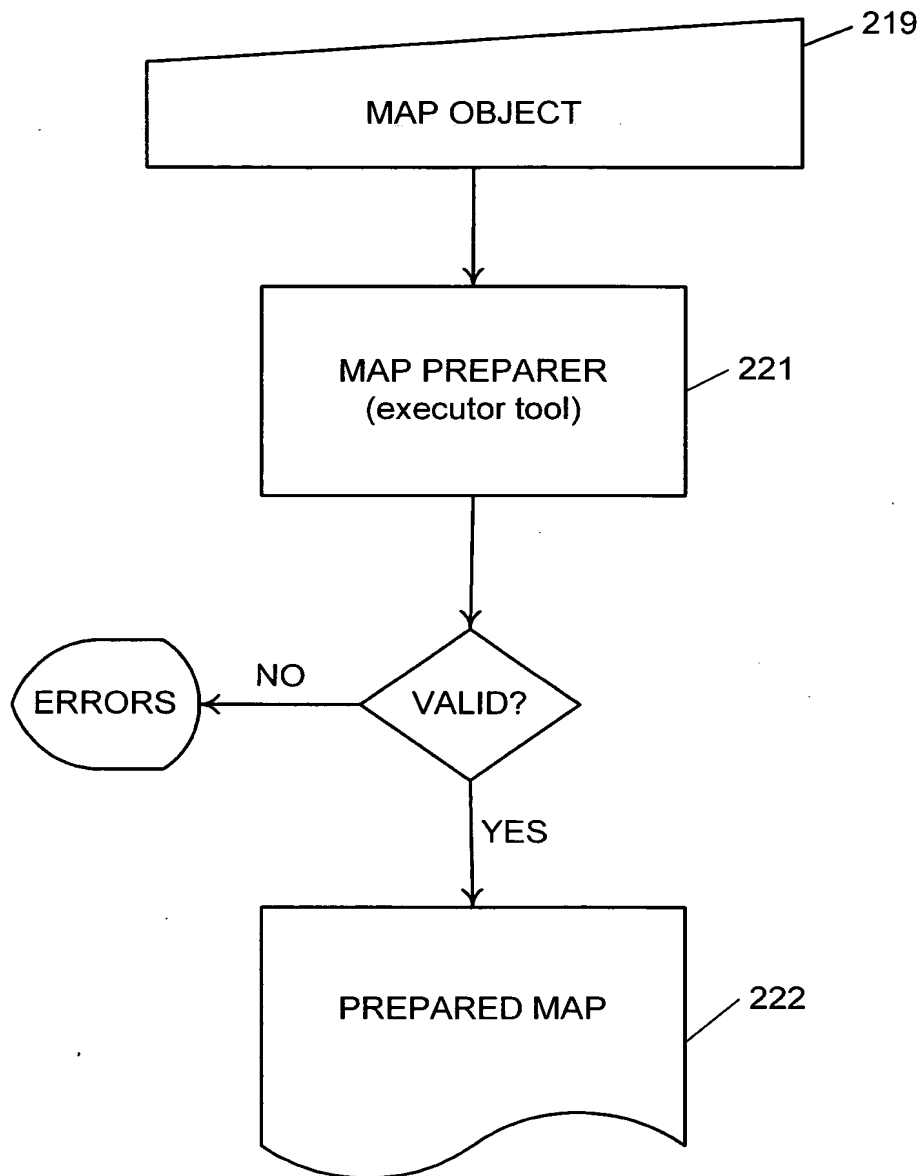 219
MAP OBJECT
MAP PREPARER
(executor tool)
221
NO
ERRORS
VALID?
YES
PREPARED MAP
222